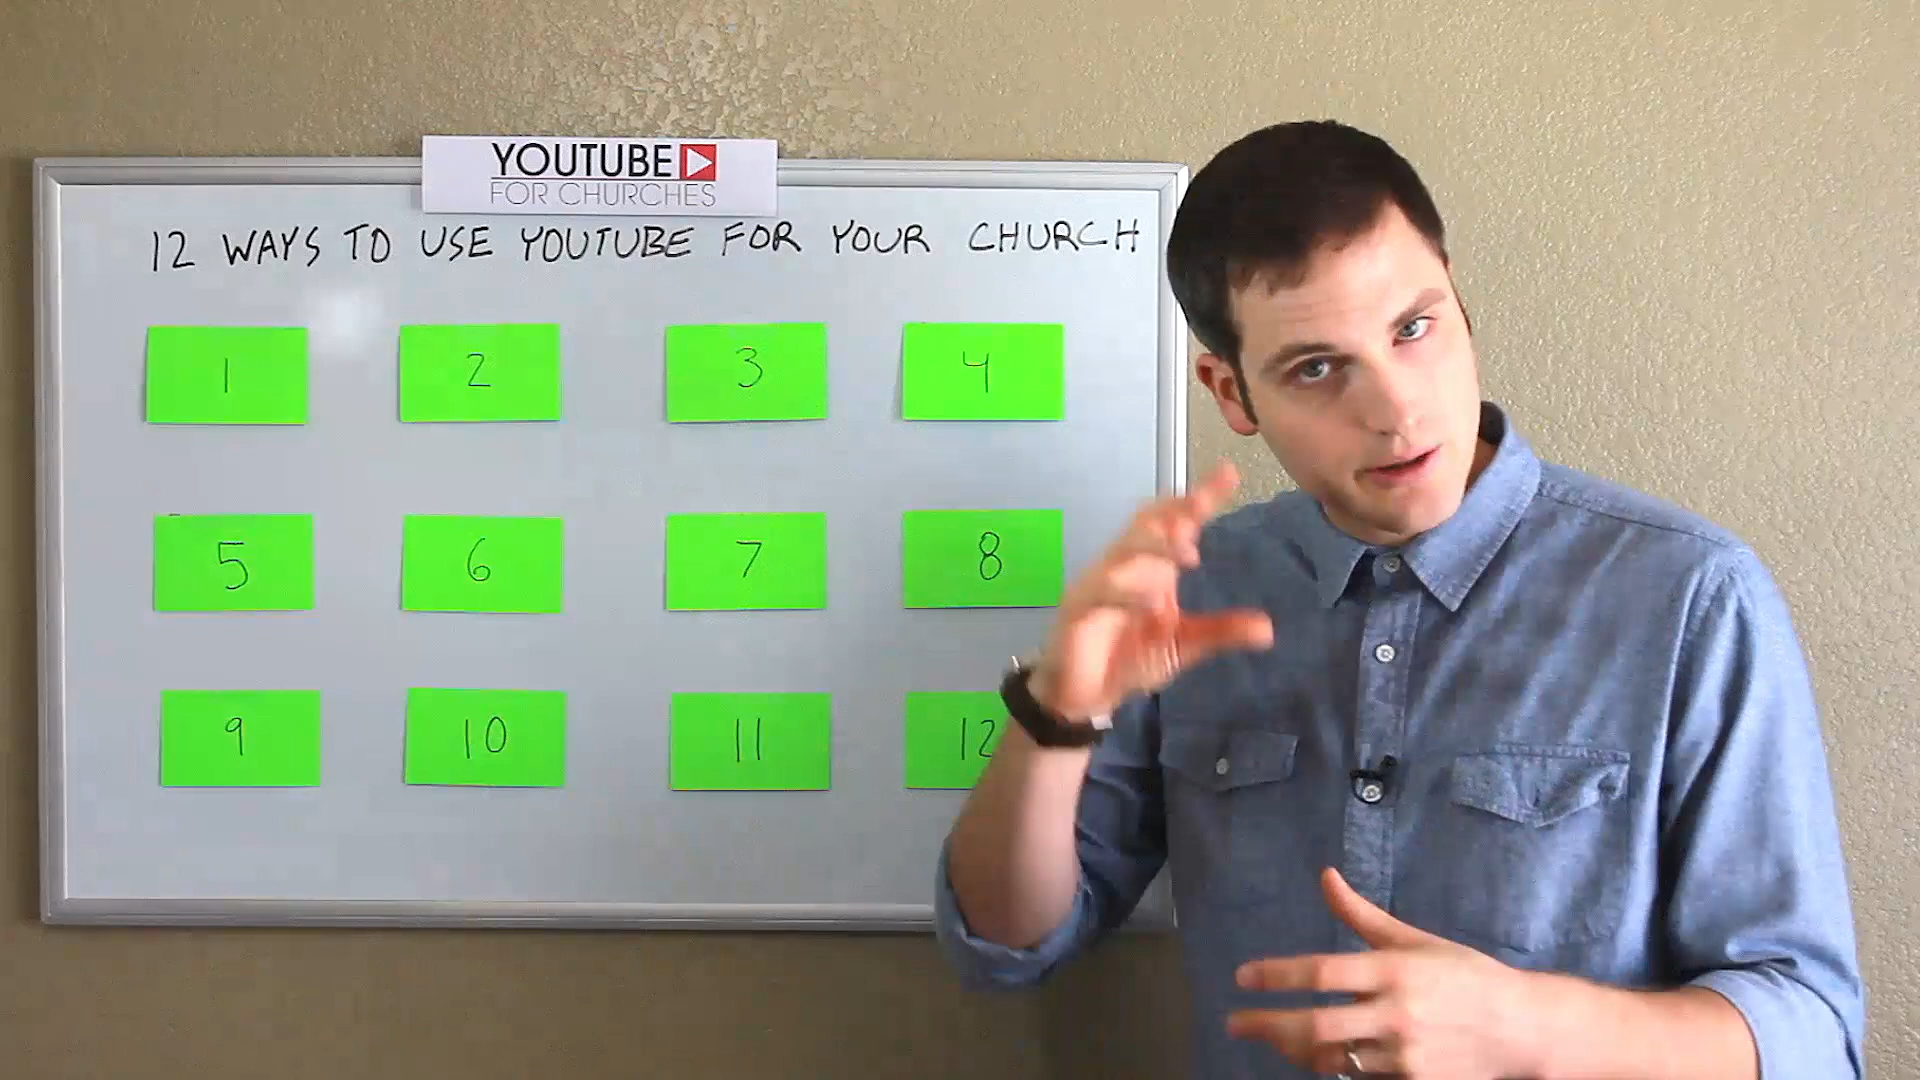 YOUTUBE
FOR CHURCHES
12 WAYS TO USE YOUTUBE FOR YOUR CHURCH
1 2 3 4
5 6 7 8
9 10 11 12